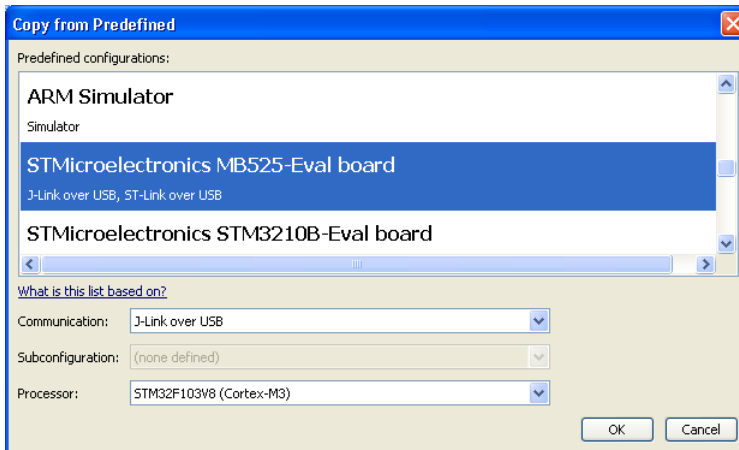 Copy from Predefined
Predefined configurations:
ARM Simulator
Simulator
STMicroelectronics MB525-Eval board
J-Link over USB, ST-Link over USB
STMicroelectronics STM3210B-Eval board
What is this list based on?
Communication: J-Link over USB
Subconfiguration: (none defined)
Processor: STM32F103V8 (Cortex-M3)
OK Cancel